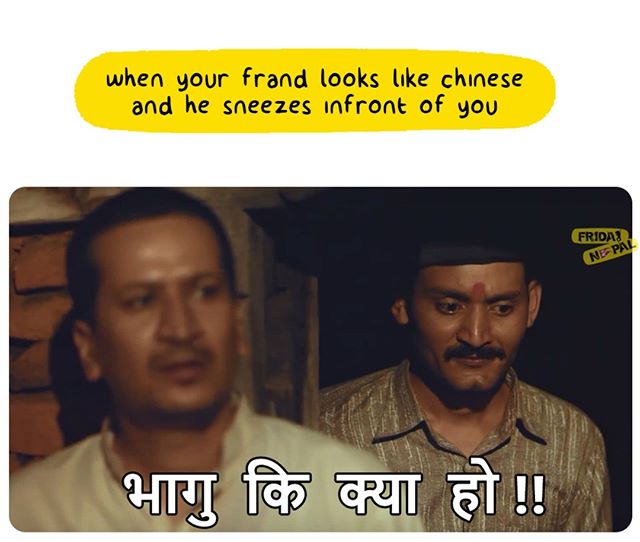 when your frand looks like chinese
and he sneezes infront of you
FRIDAY
NEPAL
भागु कि क्या हो !!